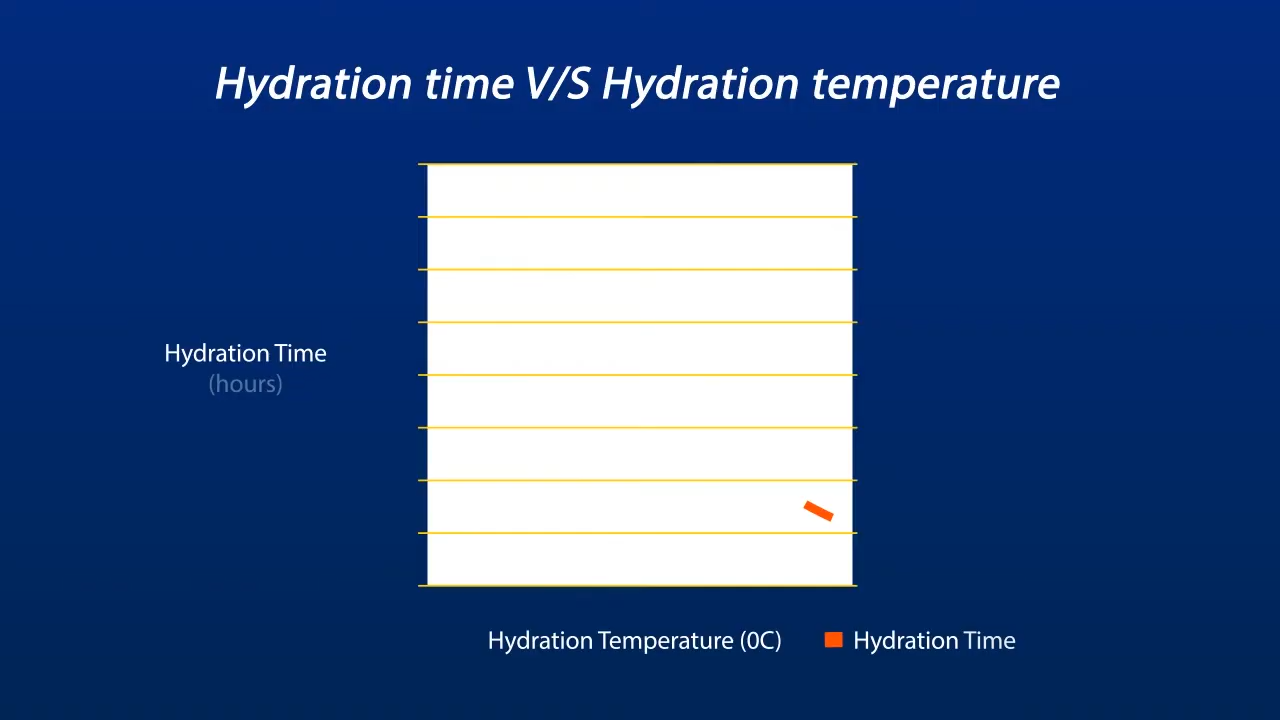 Hydration time V/S Hydration temperature
Hydration Time
(hours)
Hydration Temperature (0C)
Hydration Time